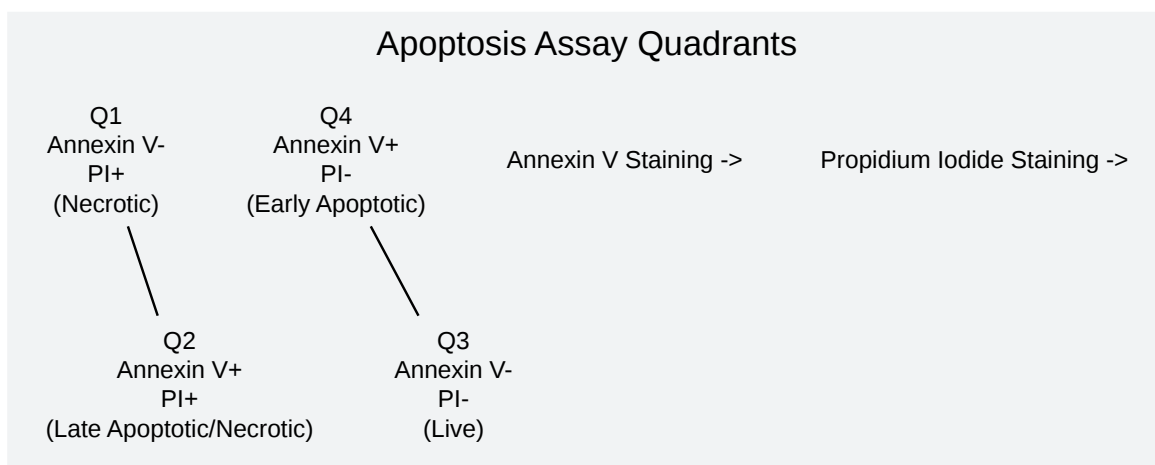 Apoptosis Assay Quadrants
Q1
Annexin V-
PI+
(Necrotic)
Q4
Annexin V+
PI-
(Early Apoptotic)
Annexin V Staining ->
Propidium Iodide Staining ->
Q2
Annexin V+
PI+
(Late Apoptotic/Necrotic)
Q3
Annexin V-
PI-
(Live)